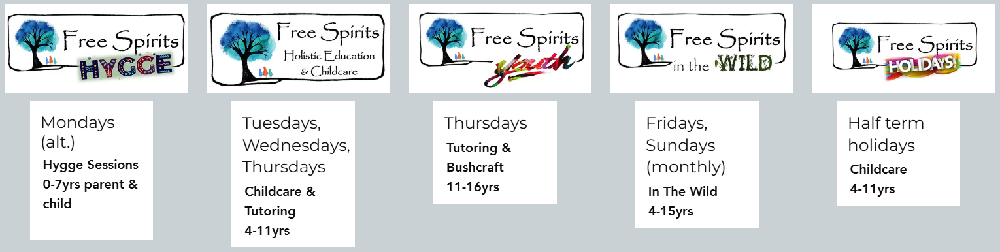 Free Spirits
HYGGE
Mondays
(alt.)
Hygge Sessions
0-7yrs parent &
child
Free Spirits
Holistic Education
& Childcare
Tuesdays,
Wednesdays,
Thursdays
Childcare &
Tutoring
4-11yrs
Free Spirits
youth
Thursdays
Tutoring &
Bushcraft
11-16yrs
Free Spirits
in the WILD
Fridays,
Sundays
(monthly)
In The Wild
4-15yrs
Free Spirits
HOLIDAYS!
Half term
holidays
Childcare
4-11yrs